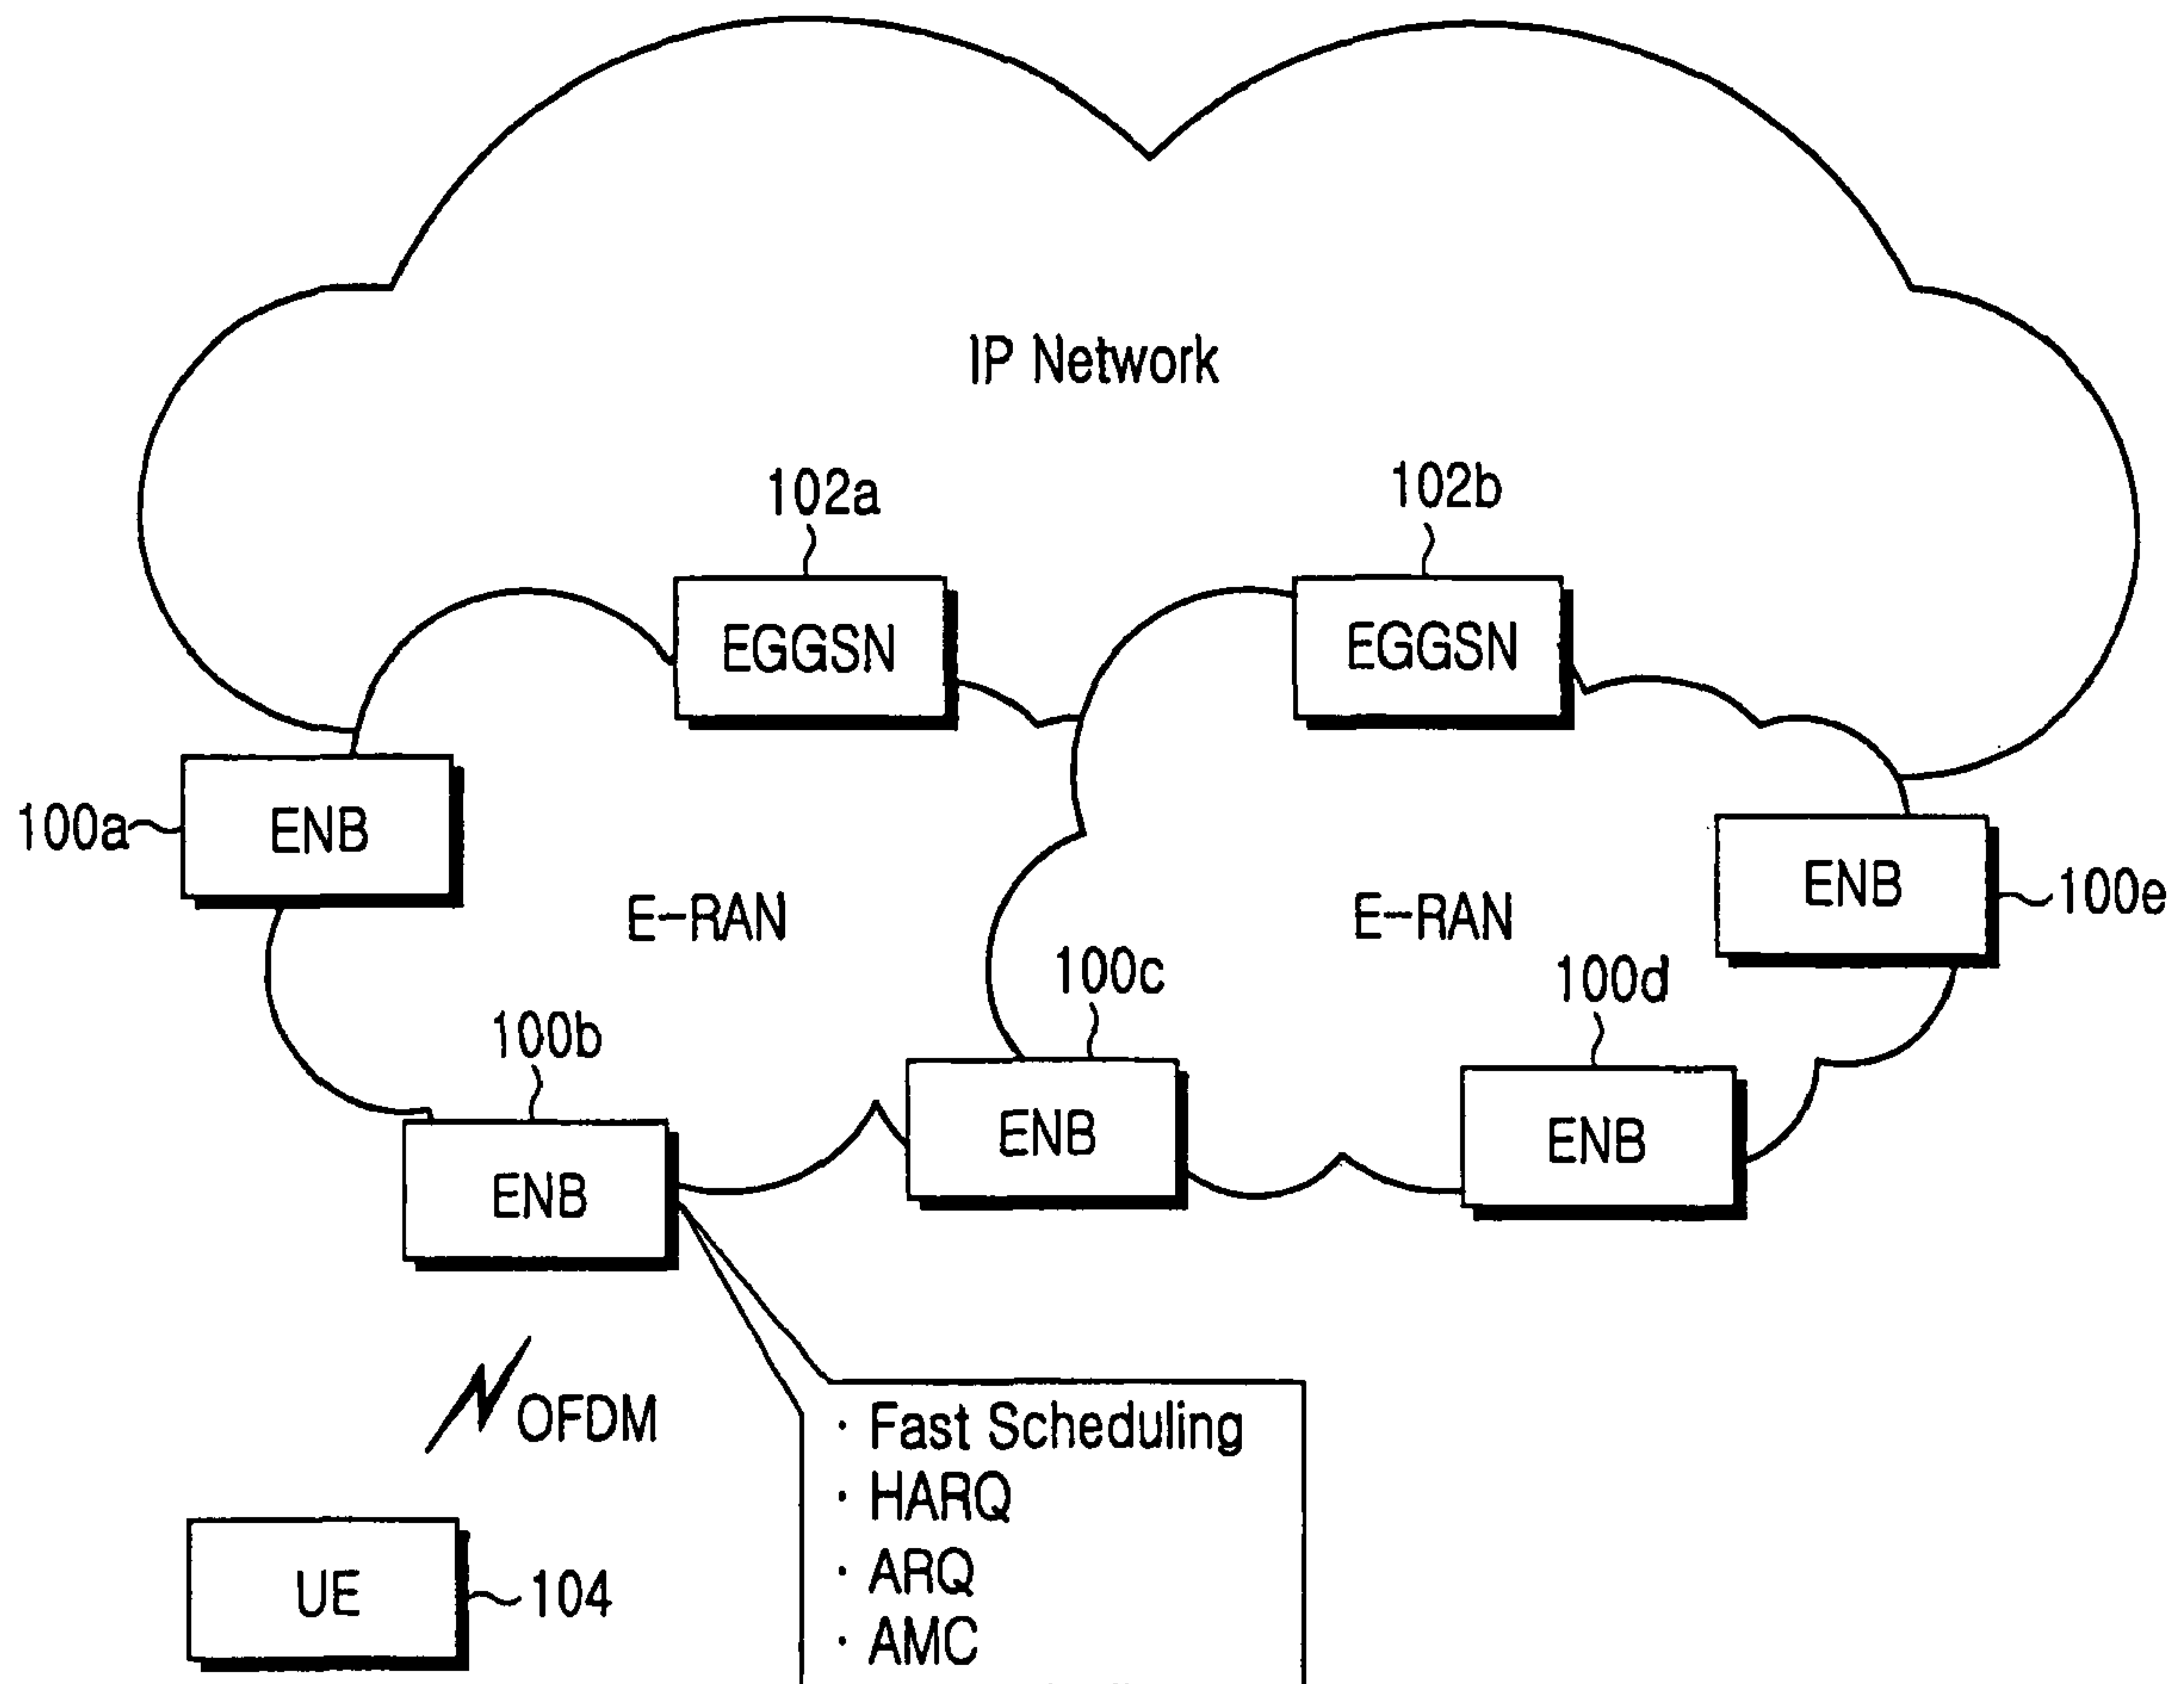 IP Network
102a
102b
EGGSN
EGGSN
100a
ENB
ENB
100e
E-RAN
E-RAN
100c
100d
100b
ENB
ENB
ENB
OFDM
· Fast Scheduling
· HARQ
· ARQ
· AMC
UE
104